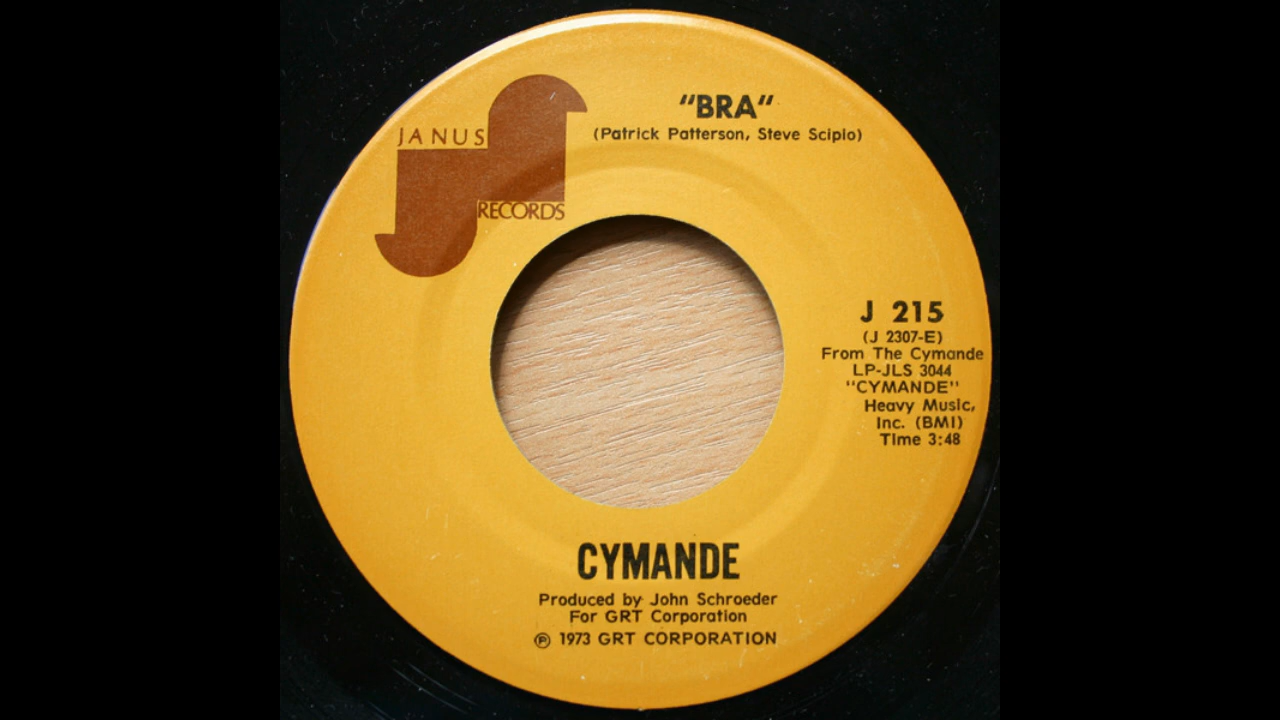 JANUS
RECORDS
"BRA"
(Patrick Patterson, Steve Scipio)
J 215
(J 2307-E)
From The Cymande
LP-JLS 3044
"CYMANDE"
Heavy Music,
Inc. (BMI)
Time 3:48
CYMANDE
Produced by John Schroeder
For GRT Corporation
℗ 1973 GRT CORPORATION